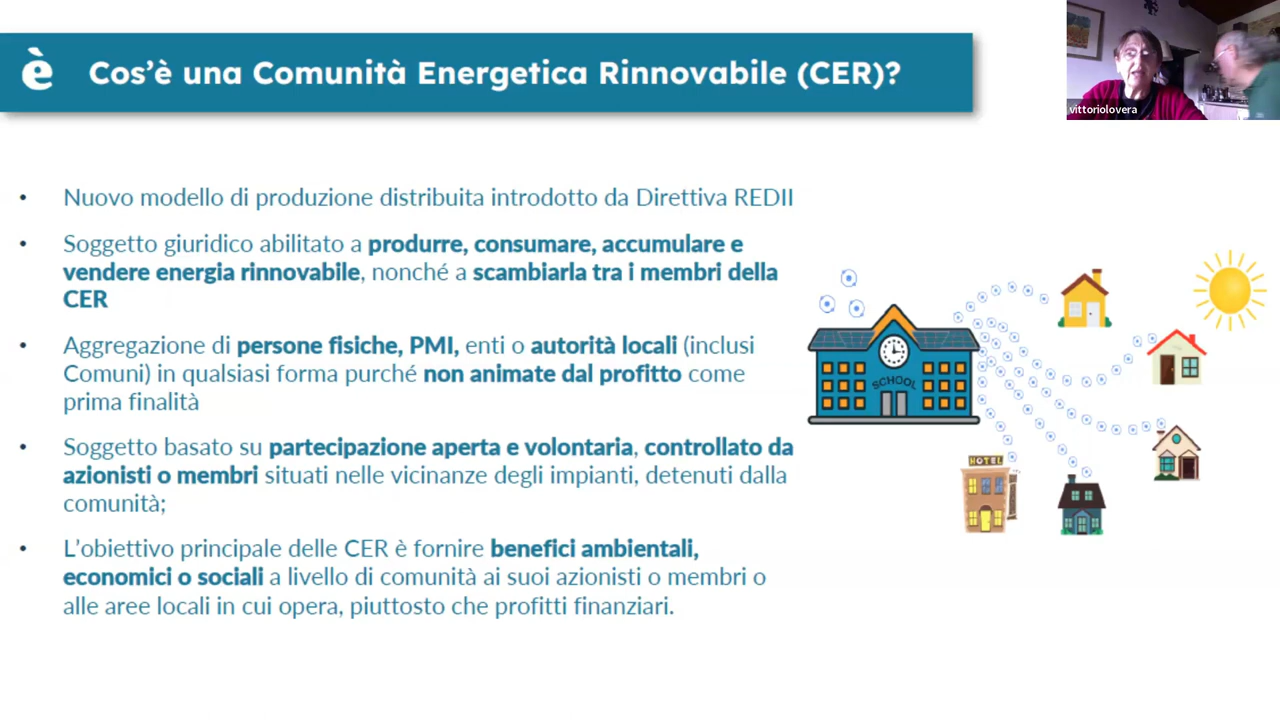 è Cos'è una Comunità Energetica Rinnovabile (CER)?
vittoriolovera
• Nuovo modello di produzione distribuita introdotto da Direttiva REDII
• Soggetto giuridico abilitato a produrre, consumare, accumulare e
vendere energia rinnovabile, nonché a scambiarla tra i membri della
CER
• Aggregazione di persone fisiche, PMI, enti o autorità locali (inclusi
Comuni) in qualsiasi forma purché non animate dal profitto come
prima finalità
• Soggetto basato su partecipazione aperta e volontaria, controllato da
azionisti o membri situati nelle vicinanze degli impianti, detenuti dalla
comunità;
• L'obiettivo principale delle CER è fornire benefici ambientali,
economici o sociali a livello di comunità ai suoi azionisti o membri o
alle aree locali in cui opera, piuttosto che profitti finanziari.
SCHOOL
HOTEL